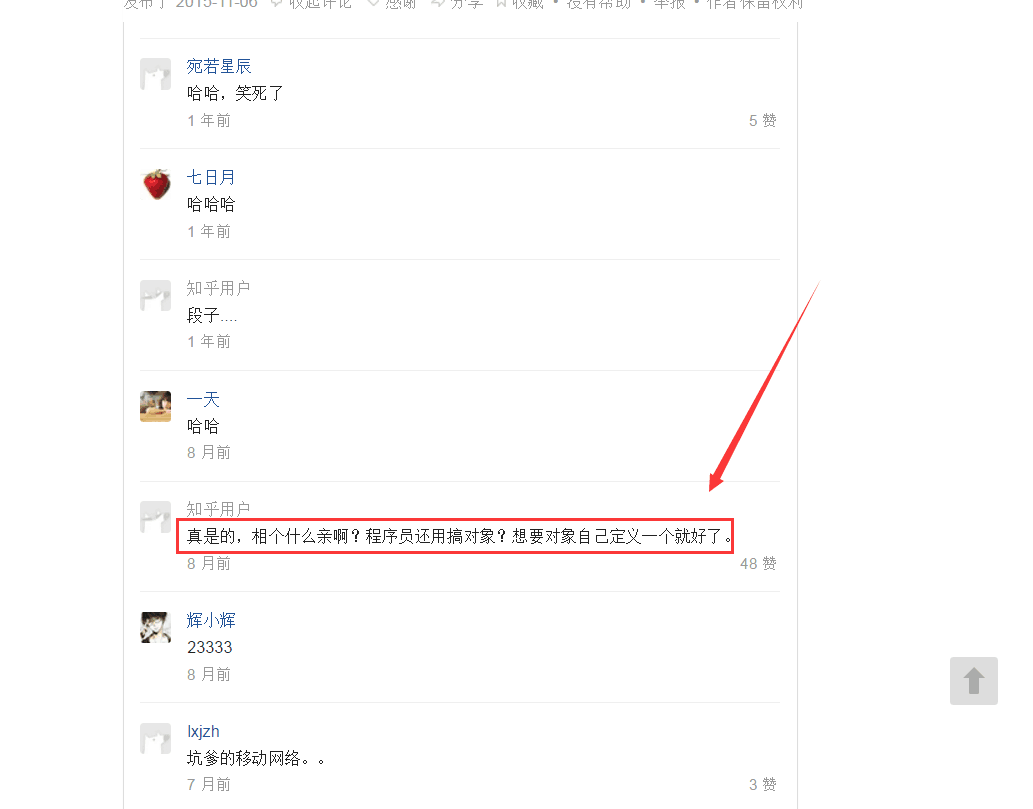 发布于 2015-11-06 收起评论 感谢 分享 收藏 • 没有帮助 • 举报 • 作者保留权利
宛若星辰
哈哈，笑死了
1 年前 5 赞
七日月
哈哈哈
1 年前
知乎用户
段子....
1 年前
一天
哈哈
8 月前
知乎用户
真是的，相个什么亲啊？程序员还用搞对象？想要对象自己定义一个就好了。
8 月前 48 赞
辉小辉
23333
8 月前
lxjzh
坑爹的移动网络。。
7 月前 3 赞